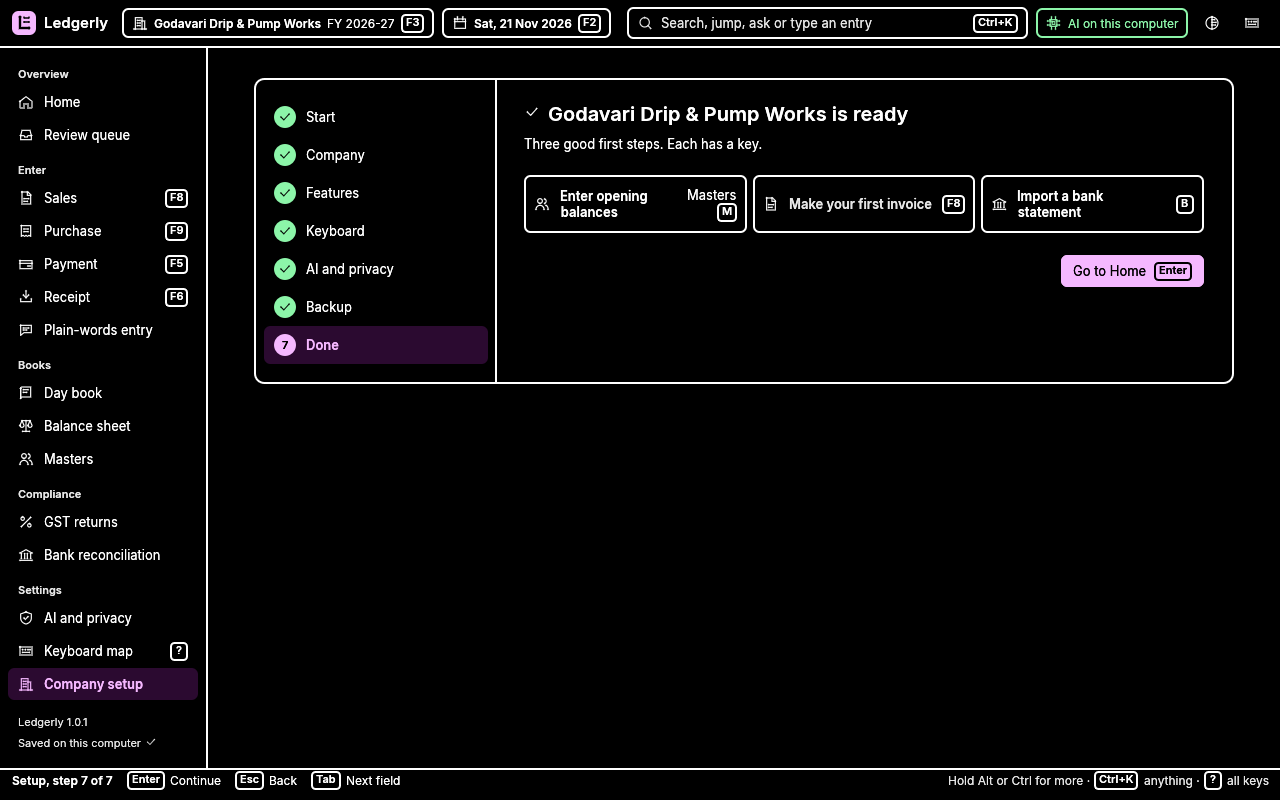 Ledgerly
Godavari Drip & Pump Works FY 2026-27 F3
Sat, 21 Nov 2026 F2
Search, jump, ask or type an entry Ctrl+K
AI on this computer
Overview
Home
Review queue
Enter
Sales F8
Purchase F9
Payment F5
Receipt F6
Plain-words entry
Books
Day book
Balance sheet
Masters
Compliance
GST returns
Bank reconciliation
Settings
AI and privacy
Keyboard map ?
Company setup
Ledgerly 1.0.1
Saved on this computer
Start
Company
Features
Keyboard
AI and privacy
Backup
7 Done
Godavari Drip & Pump Works is ready
Three good first steps. Each has a key.
Enter opening balances Masters M
Make your first invoice F8
Import a bank statement B
Go to Home Enter
Setup, step 7 of 7 Enter Continue Esc Back Tab Next field
Hold Alt or Ctrl for more · Ctrl+K anything · ? all keys